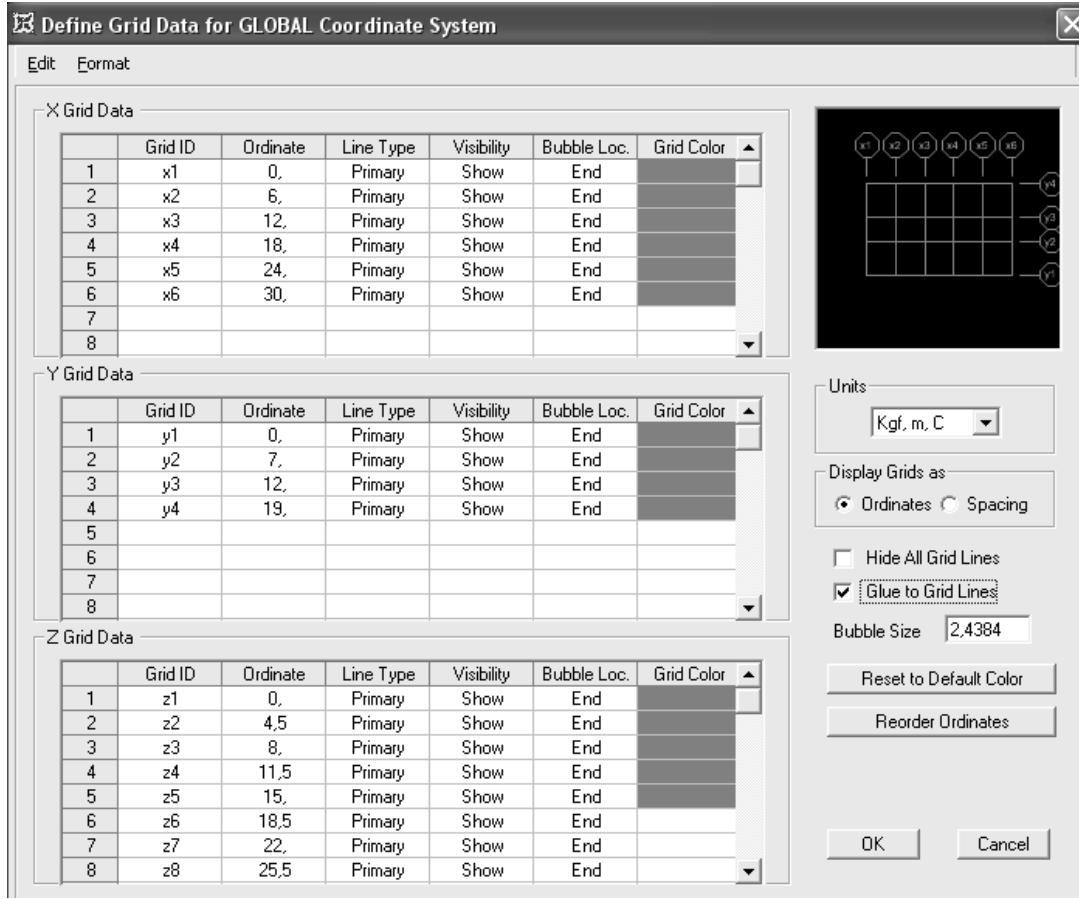 Define Grid Data for GLOBAL Coordinate System
Edit Format
X Grid Data
Grid ID Ordinate Line Type Visibility Bubble Loc. Grid Color
1 x1 0, Primary Show End
2 x2 6, Primary Show End
3 x3 12, Primary Show End
4 x4 18, Primary Show End
5 x5 24, Primary Show End
6 x6 30, Primary Show End
7
8
x1 x2 x3 x4 x5 x6
y4
y3
y2
y1
Y Grid Data
Grid ID Ordinate Line Type Visibility Bubble Loc. Grid Color
1 y1 0, Primary Show End
2 y2 7, Primary Show End
3 y3 12, Primary Show End
4 y4 19, Primary Show End
5
6
7
8
Z Grid Data
Grid ID Ordinate Line Type Visibility Bubble Loc. Grid Color
1 z1 0, Primary Show End
2 z2 4,5 Primary Show End
3 z3 8, Primary Show End
4 z4 11,5 Primary Show End
5 z5 15, Primary Show End
6 z6 18,5 Primary Show End
7 z7 22, Primary Show End
8 z8 25,5 Primary Show End
Units
Kgf, m, C
Display Grids as
Ordinates Spacing
Hide All Grid Lines
Glue to Grid Lines
Bubble Size 2,4384
Reset to Default Color
Reorder Ordinates
OK Cancel